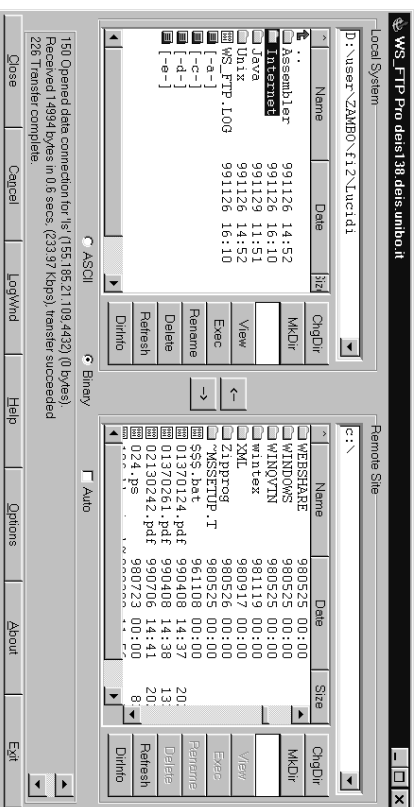 WS_FTP Pro deis138.deis.unibo.it
Local System
D:\user\ZAMBO\fi2\Lucidi
^ Name Date Siz
..
Assembler 991126 14:52
Internet 991126 16:10
Java 991129 11:51
Unix 991126 14:52
WS_FTP.LOG 991126 16:10
[-a-]
[-c-]
[-d-]
[-e-]
ChgDir
MkDir
View
Exec
Rename
Delete
Refresh
DirInfo
<-
->
Remote Site
c:\
^ Name Date Size
WEBSHARE 980525 00:00
WINDOWS 980525 00:00
WINQVTN 980525 00:00
wintex 981119 00:00
XML 980917 00:00
Zipprog 980526 00:00
~MSSETUP.T 980525 00:00
$$$.bat 961108 00:00
01370124.pdf 990408 14:37 20
01370261.pdf 990408 14:38 13
02130242.pdf 990706 14:41 20
024.ps 980723 00:00 8
ChgDir
MkDir
View
Exec
Rename
Delete
Refresh
DirInfo
ASCII Binary Auto
150 Opened data connection for 'ls' (155.185.21.109,4432) (0 bytes).
Received 14994 bytes in 0.6 secs, (233.97 Kbps), transfer succeeded
226 Transfer complete.
Close Cancel LogWnd Help Options About Exit